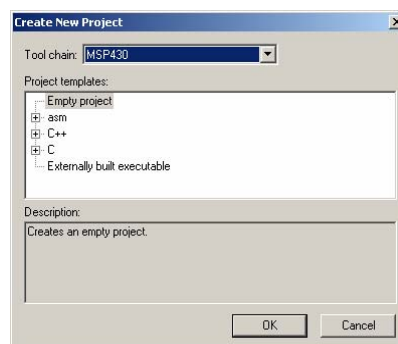 Create New Project
Tool chain: MSP430
Project templates:
Empty project
asm
C++
C
Externally built executable
Description:
Creates an empty project.
OK Cancel